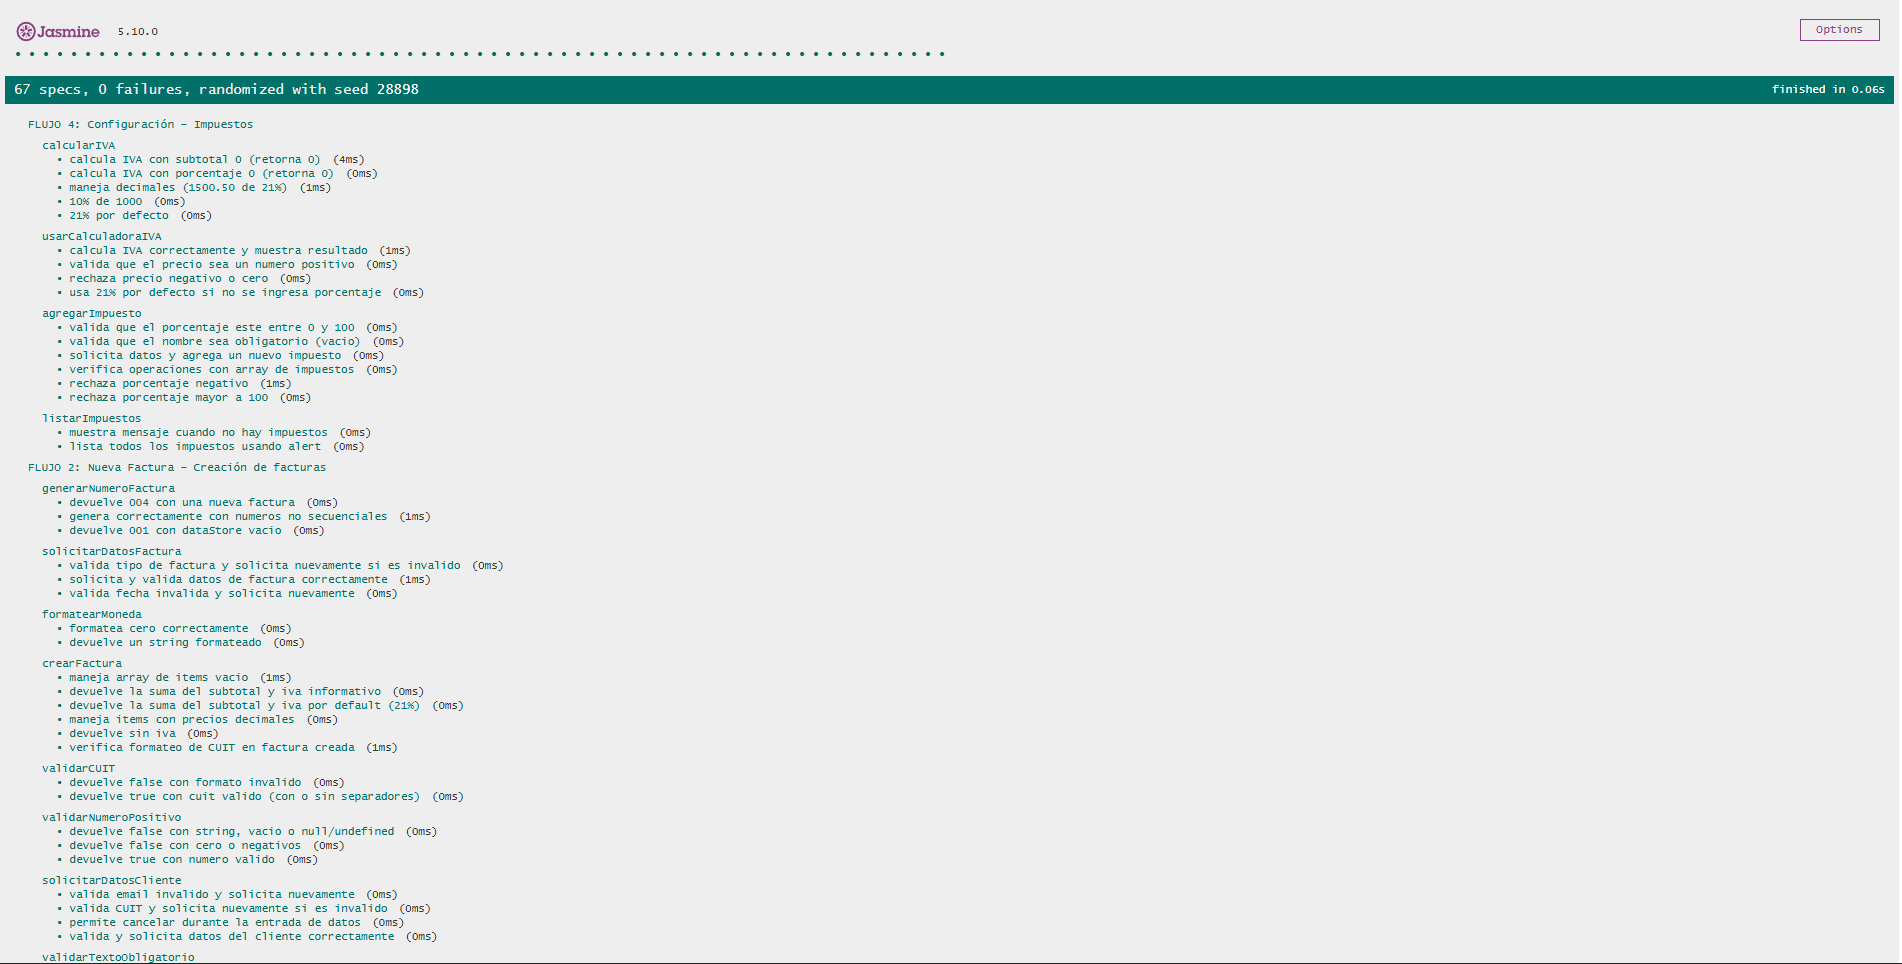 Jasmine 5.10.0
Options
67 specs, 0 failures, randomized with seed 28898
finished in 0.06s
FLUJO 4: Configuración - Impuestos
calcularIVA
• calcula IVA con subtotal 0 (retorna 0) (4ms)
• calcula IVA con porcentaje 0 (retorna 0) (0ms)
• maneja decimales (1500.50 de 21%) (1ms)
• 10% de 1000 (0ms)
• 21% por defecto (0ms)
usarCalculadoraIVA
• calcula IVA correctamente y muestra resultado (1ms)
• valida que el precio sea un numero positivo (0ms)
• rechaza precio negativo o cero (0ms)
• usa 21% por defecto si no se ingresa porcentaje (0ms)
agregarImpuesto
• valida que el porcentaje este entre 0 y 100 (0ms)
• valida que el nombre sea obligatorio (vacio) (0ms)
• solicita datos y agrega un nuevo impuesto (0ms)
• verifica operaciones con array de impuestos (0ms)
• rechaza porcentaje negativo (1ms)
• rechaza porcentaje mayor a 100 (0ms)
listarImpuestos
• muestra mensaje cuando no hay impuestos (0ms)
• lista todos los impuestos usando alert (0ms)
FLUJO 2: Nueva Factura - Creación de facturas
generarNumeroFactura
• devuelve 004 con una nueva factura (0ms)
• genera correctamente con numeros no secuenciales (1ms)
• devuelve 001 con dataStore vacio (0ms)
solicitarDatosFactura
• valida tipo de factura y solicita nuevamente si es invalido (0ms)
• solicita y valida datos de factura correctamente (1ms)
• valida fecha invalida y solicita nuevamente (0ms)
formatearMoneda
• formatea cero correctamente (0ms)
• devuelve un string formateado (0ms)
crearFactura
• maneja array de items vacio (1ms)
• devuelve la suma del subtotal y iva informativo (0ms)
• devuelve la suma del subtotal y iva por default (21%) (0ms)
• maneja items con precios decimales (0ms)
• devuelve sin iva (0ms)
• verifica formateo de CUIT en factura creada (1ms)
validarCUIT
• devuelve false con formato invalido (0ms)
• devuelve true con cuit valido (con o sin separadores) (0ms)
validarNumeroPositivo
• devuelve false con string, vacio o null/undefined (0ms)
• devuelve false con cero o negativos (0ms)
• devuelve true con numero valido (0ms)
solicitarDatosCliente
• valida email invalido y solicita nuevamente (0ms)
• valida CUIT y solicita nuevamente si es invalido (0ms)
• permite cancelar durante la entrada de datos (0ms)
• valida y solicita datos del cliente correctamente (0ms)
validarTextoObligatorio